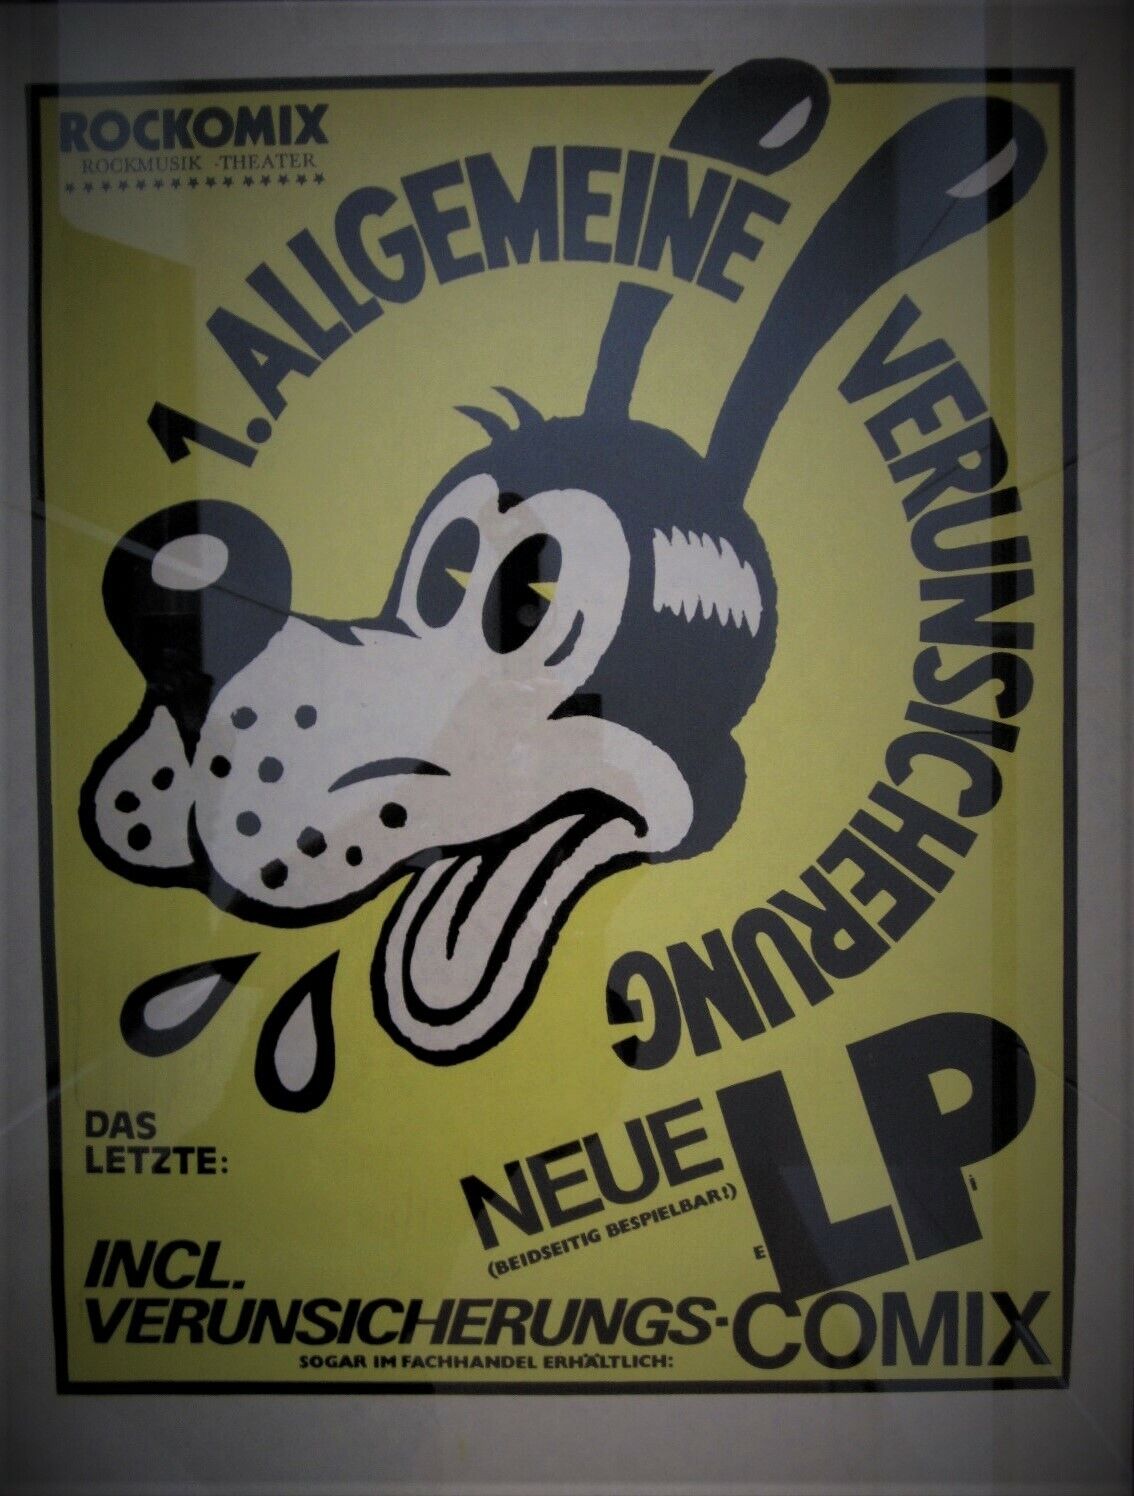 ROCKOMIX
ROCKMUSIK -THEATER
1. ALLGEMEINE VERUNSICHERUNG
DAS
LETZTE:
NEUE LP
(BEIDSEITIG BESPIELBAR!)
E i
INCL.
VERUNSICHERUNGS-COMIX
SOGAR IM FACHHANDEL ERHÄLTLICH: